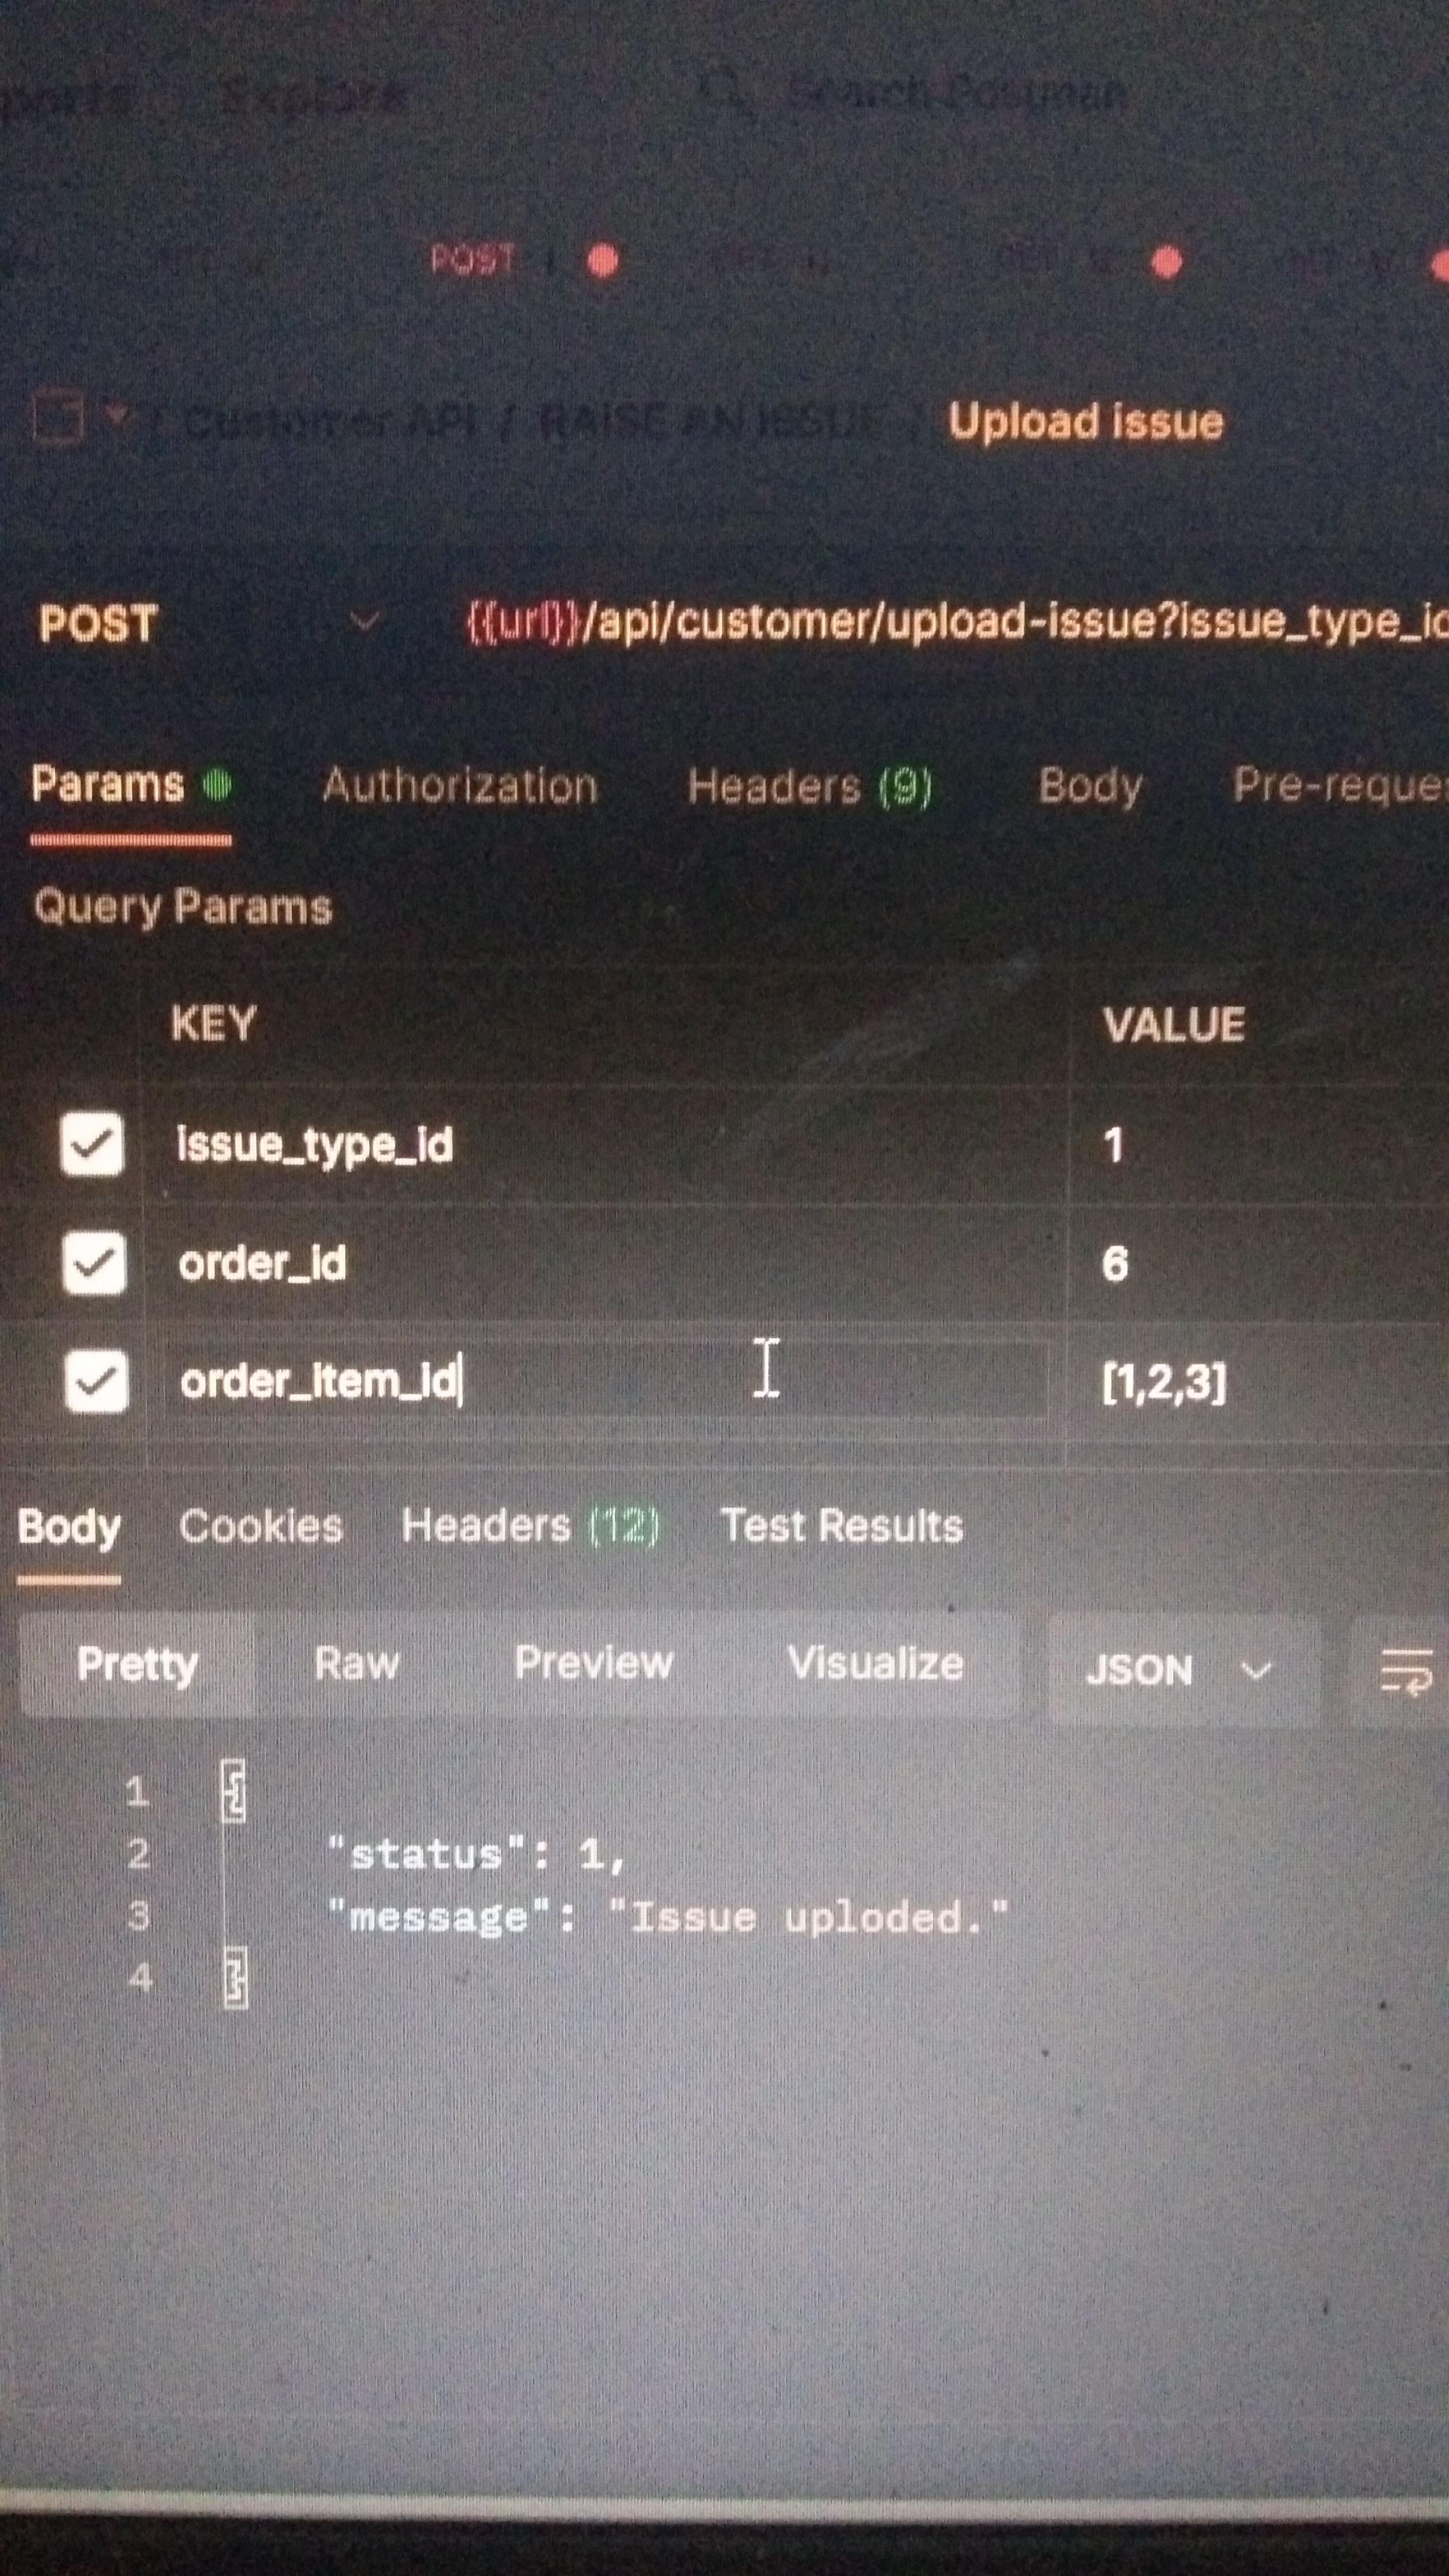 Explore
Search Postman
POST
Customer API / RAISE AN ISSUE / Upload issue
POST {{url}}/api/customer/upload-issue?issue_type_id
Params Authorization Headers (9) Body Pre-reque
Query Params
KEY VALUE
issue_type_id 1
order_id 6
order_item_id [1,2,3]
Body Cookies Headers (12) Test Results
Pretty Raw Preview Visualize JSON
1 {
2 "status": 1,
3 "message": "Issue uploded."
4 }